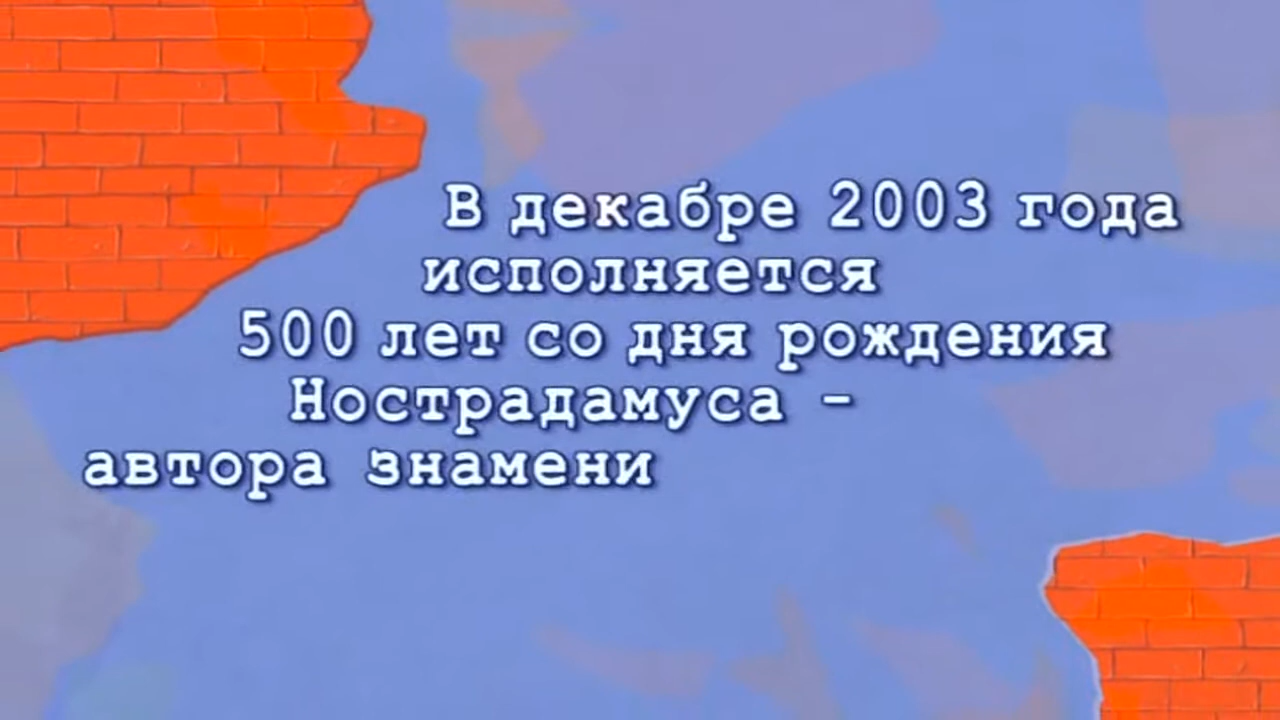 В декабре 2003 года
исполняется
500 лет со дня рождения
Нострадамуса -
автора знамени